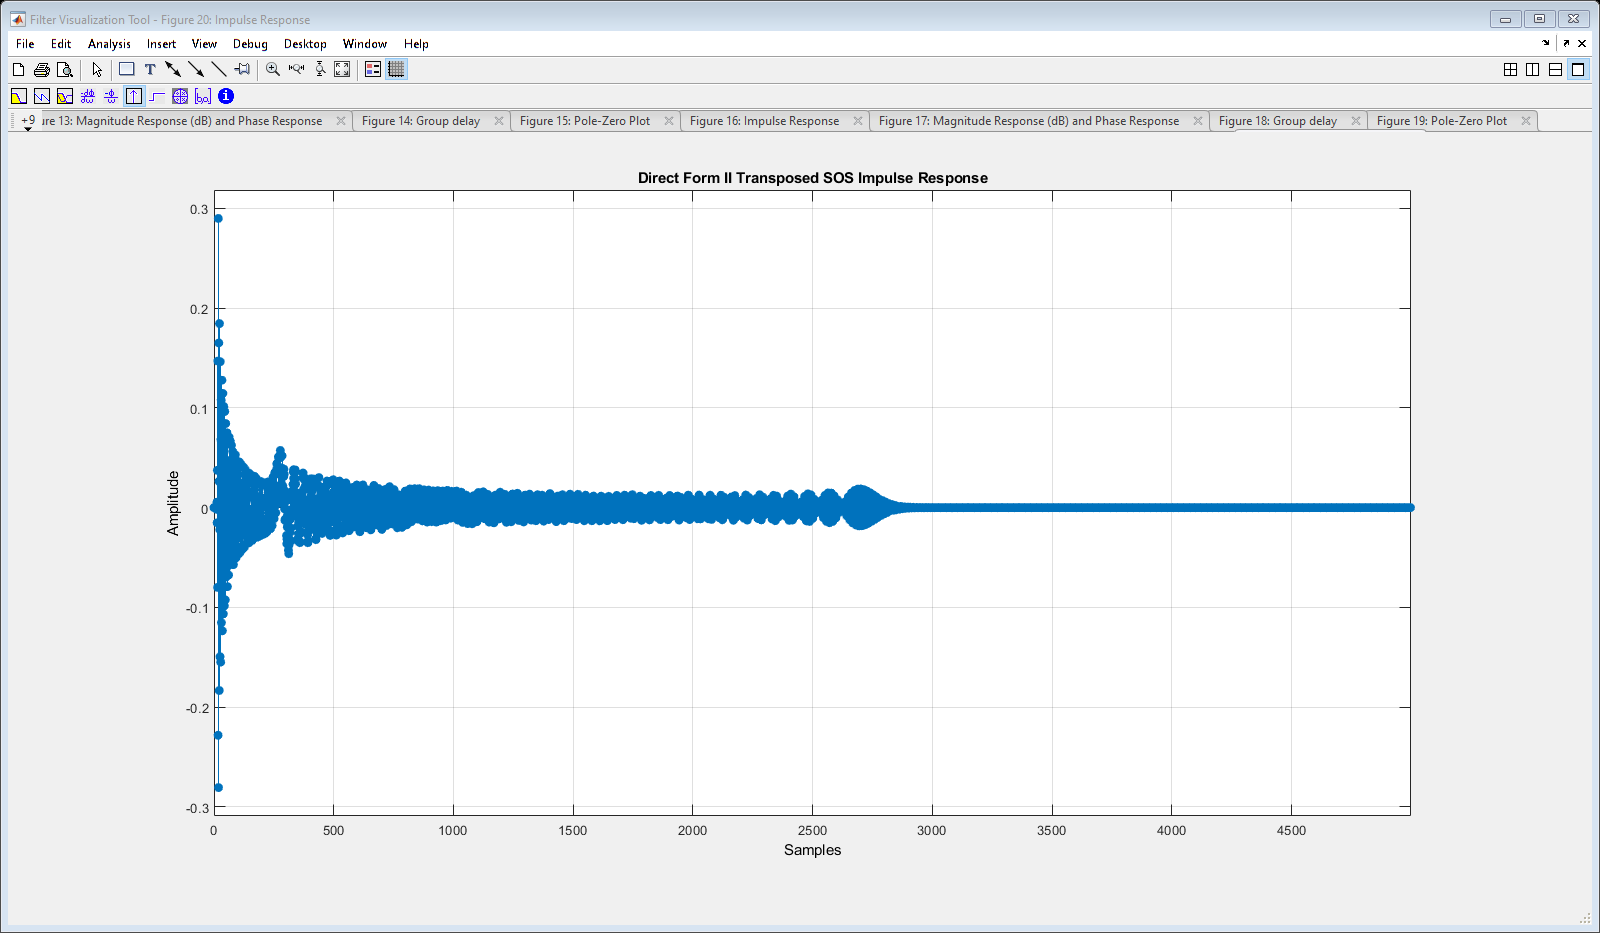 Filter Visualization Tool - Figure 20: Impulse Response
File Edit Analysis Insert View Debug Desktop Window Help
T
[b,a] i
+9 ure 13: Magnitude Response (dB) and Phase Response Figure 14: Group delay Figure 15: Pole-Zero Plot Figure 16: Impulse Response Figure 17: Magnitude Response (dB) and Phase Response Figure 18: Group delay Figure 19: Pole-Zero Plot
Direct Form II Transposed SOS Impulse Response
0.3
0.2
0.1
0
-0.1
-0.2
-0.3
Amplitude
0 500 1000 1500 2000 2500 3000 3500 4000 4500
Samples